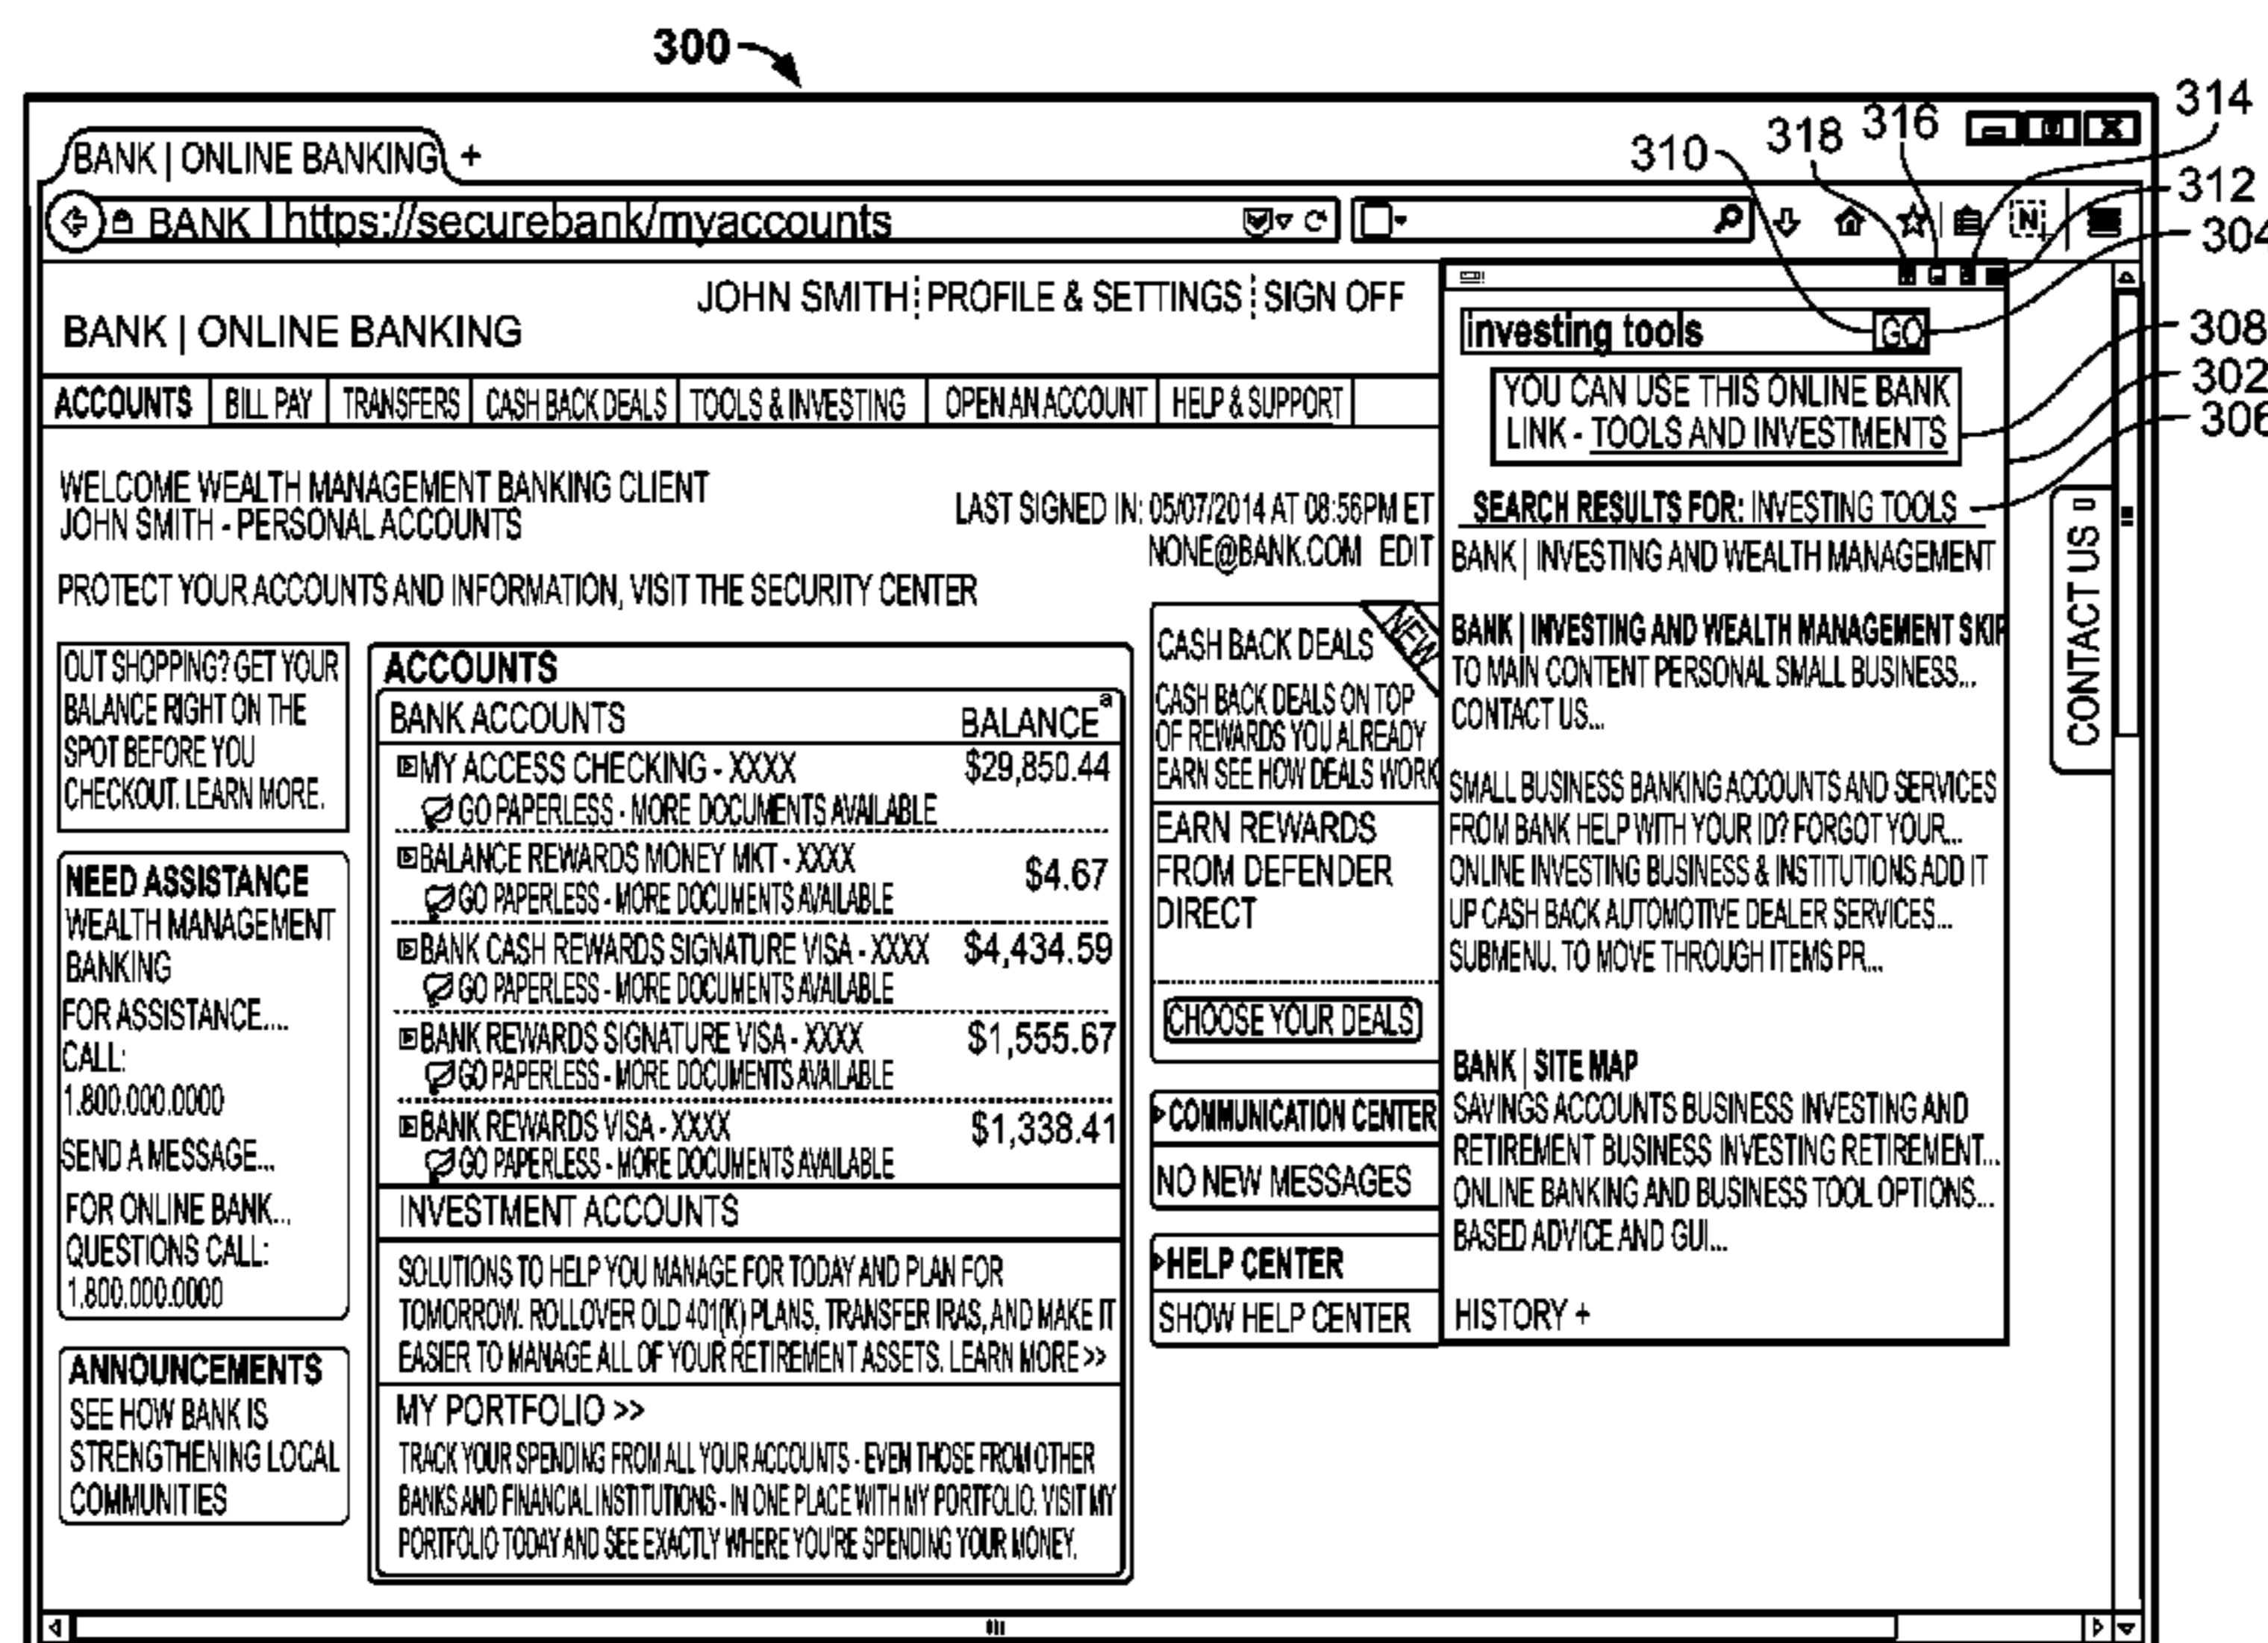 300
314
310
318
316
BANK | ONLINE BANKING +
312
BANK | https://securebank/myaccounts
N
304
JOHN SMITH PROFILE & SETTINGS SIGN OFF
BANK | ONLINE BANKING
investing tools GO
308
ACCOUNTS BILL PAY TRANSFERS CASH BACK DEALS TOOLS & INVESTING OPEN AN ACCOUNT HELP & SUPPORT
YOU CAN USE THIS ONLINE BANK
LINK - TOOLS AND INVESTMENTS
302
306
WELCOME WEALTH MANAGEMENT BANKING CLIENT
JOHN SMITH - PERSONAL ACCOUNTS
LAST SIGNED IN: 05/07/2014 AT 08:56PM ET
NONE@BANK.COM EDIT
PROTECT YOUR ACCOUNTS AND INFORMATION, VISIT THE SECURITY CENTER
OUT SHOPPING? GET YOUR
BALANCE RIGHT ON THE
SPOT BEFORE YOU
CHECKOUT. LEARN MORE.
NEED ASSISTANCE
WEALTH MANAGEMENT
BANKING
FOR ASSISTANCE....
CALL:
1.800.000.0000
SEND A MESSAGE...
FOR ONLINE BANK...
QUESTIONS CALL:
1.800.000.0000
ANNOUNCEMENTS
SEE HOW BANK IS
STRENGTHENING LOCAL
COMMUNITIES
ACCOUNTS
BANK ACCOUNTS BALANCE a
MY ACCESS CHECKING - XXXX $29,850.44
GO PAPERLESS - MORE DOCUMENTS AVAILABLE
BALANCE REWARDS MONEY MKT - XXXX $4.67
GO PAPERLESS - MORE DOCUMENTS AVAILABLE
BANK CASH REWARDS SIGNATURE VISA - XXXX $4,434.59
GO PAPERLESS - MORE DOCUMENTS AVAILABLE
BANK REWARDS SIGNATURE VISA - XXXX $1,555.67
GO PAPERLESS - MORE DOCUMENTS AVAILABLE
BANK REWARDS VISA - XXXX $1,338.41
GO PAPERLESS - MORE DOCUMENTS AVAILABLE
INVESTMENT ACCOUNTS
SOLUTIONS TO HELP YOU MANAGE FOR TODAY AND PLAN FOR
TOMORROW. ROLLOVER OLD 401(K) PLANS, TRANSFER IRAS, AND MAKE IT
EASIER TO MANAGE ALL OF YOUR RETIREMENT ASSETS. LEARN MORE >>
MY PORTFOLIO >>
TRACK YOUR SPENDING FROM ALL YOUR ACCOUNTS - EVEN THOSE FROM OTHER
BANKS AND FINANCIAL INSTITUTIONS - IN ONE PLACE WITH MY PORTFOLIO. VISIT MY
PORTFOLIO TODAY AND SEE EXACTLY WHERE YOU'RE SPENDING YOUR MONEY.
CASH BACK DEALS NEW
CASH BACK DEALS ON TOP
OF REWARDS YOU ALREADY
EARN SEE HOW DEALS WORK
EARN REWARDS
FROM DEFENDER
DIRECT
CHOOSE YOUR DEALS
COMMUNICATION CENTER
NO NEW MESSAGES
HELP CENTER
SHOW HELP CENTER
SEARCH RESULTS FOR: INVESTING TOOLS
BANK | INVESTING AND WEALTH MANAGEMENT
BANK | INVESTING AND WEALTH MANAGEMENT SKIP
TO MAIN CONTENT PERSONAL SMALL BUSINESS...
CONTACT US...
SMALL BUSINESS BANKING ACCOUNTS AND SERVICES
FROM BANK HELP WITH YOUR ID? FORGOT YOUR...
ONLINE INVESTING BUSINESS & INSTITUTIONS ADD IT
UP CASH BACK AUTOMOTIVE DEALER SERVICES...
SUBMENU. TO MOVE THROUGH ITEMS PR...
BANK | SITE MAP
SAVINGS ACCOUNTS BUSINESS INVESTING AND
RETIREMENT BUSINESS INVESTING RETIREMENT...
ONLINE BANKING AND BUSINESS TOOL OPTIONS...
BASED ADVICE AND GUI...
HISTORY +
CONTACT US